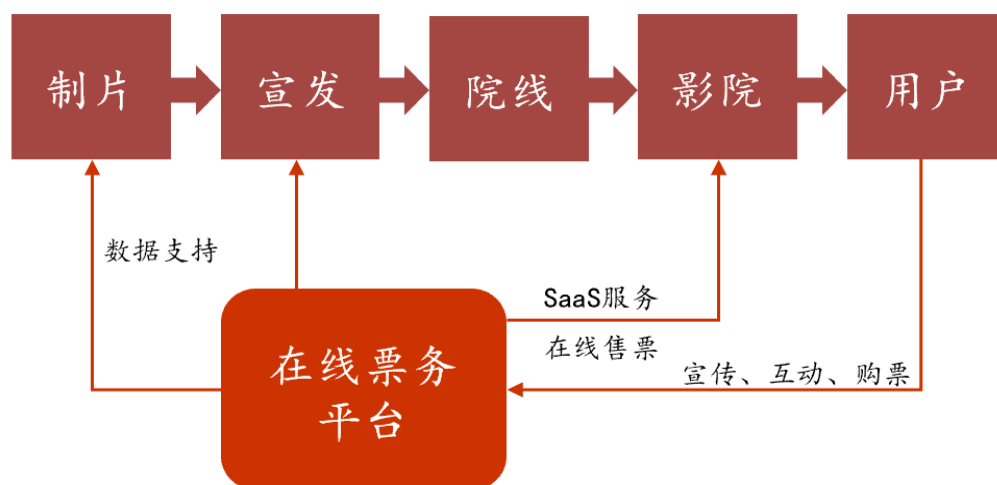 制片
宣发
院线
影院
用户
数据支持
SaaS服务
在线售票
宣传、互动、购票
在线票务
平台